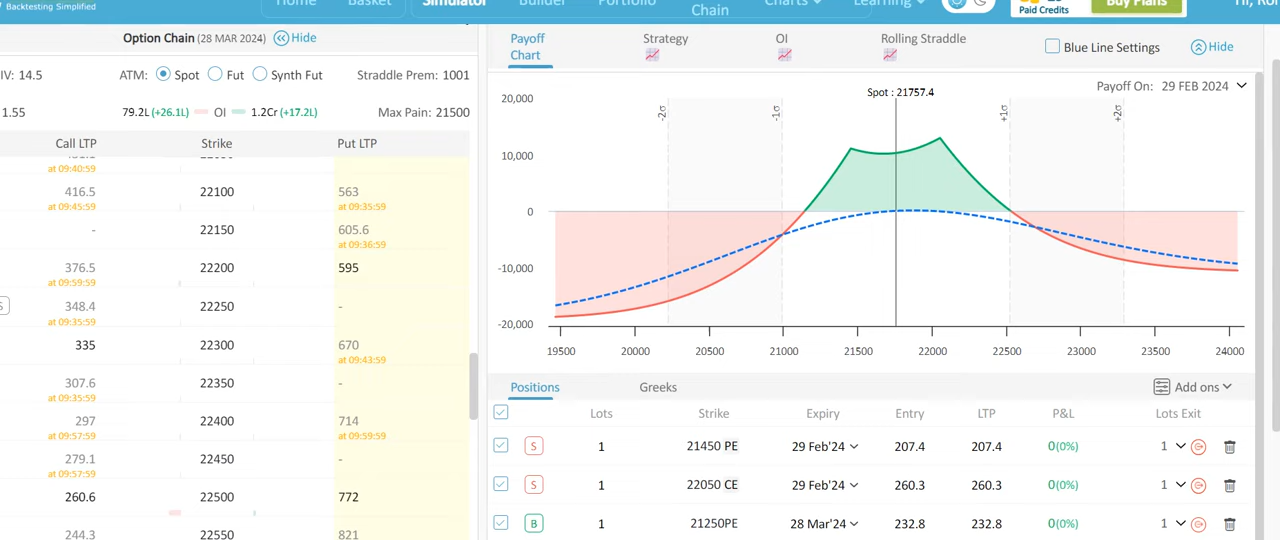 Backtesting Simplified
Home Basket Simulator Builder Portfolio Chain Charts Learning
Paid Credits Buy Plans Hi,
Option Chain (28 MAR 2024) Hide
IV: 14.5 ATM: Spot Fut Synth Fut Straddle Prem: 1001
1.55 79.2L (+26.1L) OI 1.2Cr (+17.2L) Max Pain: 21500
Call LTP Strike Put LTP
at 09:40:59
416.5 22100 563
at 09:45:59 at 09:35:59
- 22150 605.6
at 09:36:59
376.5 22200 595
at 09:59:59
S 348.4 22250 -
at 09:35:59
335 22300 670
at 09:43:59
307.6 22350 -
at 09:35:59
297 22400 714
at 09:57:59 at 09:59:59
279.1 22450 -
at 09:57:59
260.6 22500 772
244.3 22550 821
Payoff Chart Strategy OI Rolling Straddle Blue Line Settings Hide
Spot : 21757.4 Payoff On: 29 FEB 2024
-2σ -1σ +1σ +2σ
20,000
10,000
0
-10,000
-20,000
19500 20000 20500 21000 21500 22000 22500 23000 23500 24000
Positions Greeks Add ons
Lots Strike Expiry Entry LTP P&L Lots Exit
S 1 21450 PE 29 Feb'24 207.4 207.4 0(0%) 1
S 1 22050 CE 29 Feb'24 260.3 260.3 0(0%) 1
B 1 21250PE 28 Mar'24 232.8 232.8 0(0%) 1